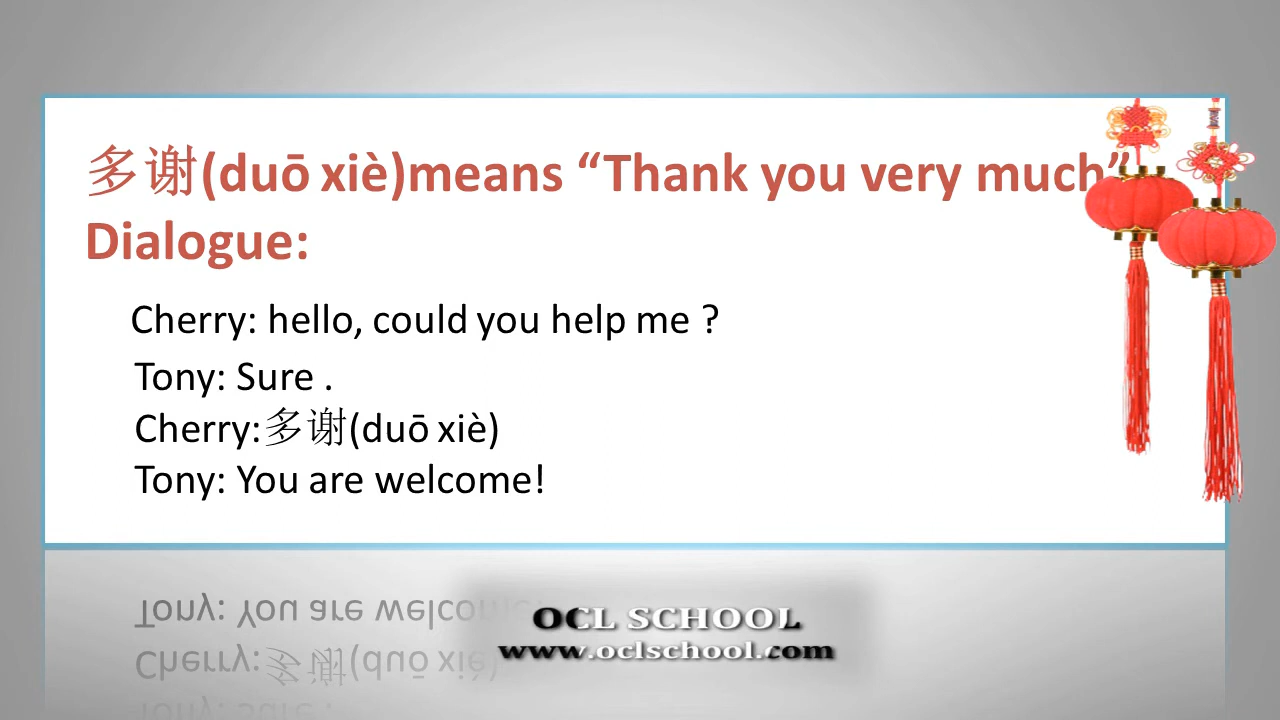 多谢(duō xiè)means “Thank you very much”
Dialogue:
Cherry: hello, could you help me ?
Tony: Sure .
Cherry:多谢(duō xiè)
Tony: You are welcome!
OCL SCHOOL
www.oclschool.com